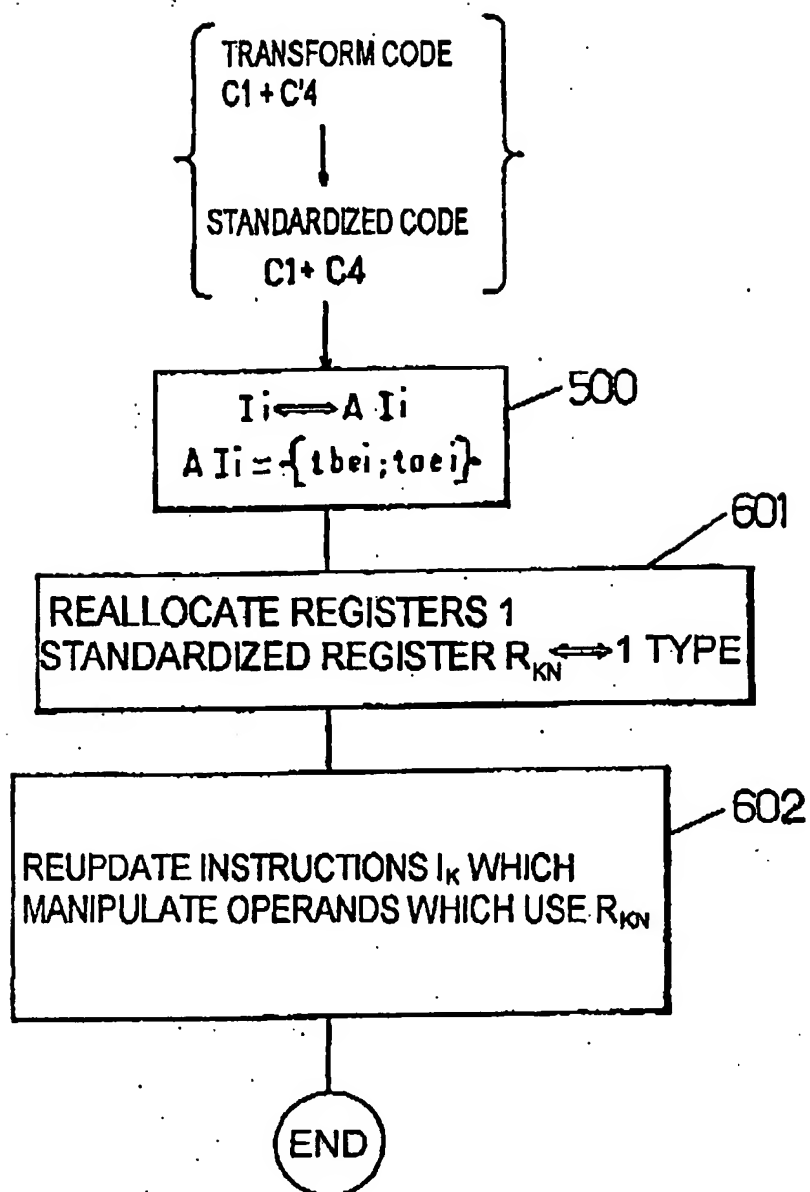 TRANSFORM CODE
C1 + C'4
STANDARDIZED CODE
C1 + C4
Ii ⟺ A Ii
A Ii = {tbei; taei}
500
REALLOCATE REGISTERS 1
STANDARDIZED REGISTER RKN ⟺ 1 TYPE
601
REUPDATE INSTRUCTIONS IK WHICH
MANIPULATE OPERANDS WHICH USE RKN
602
END